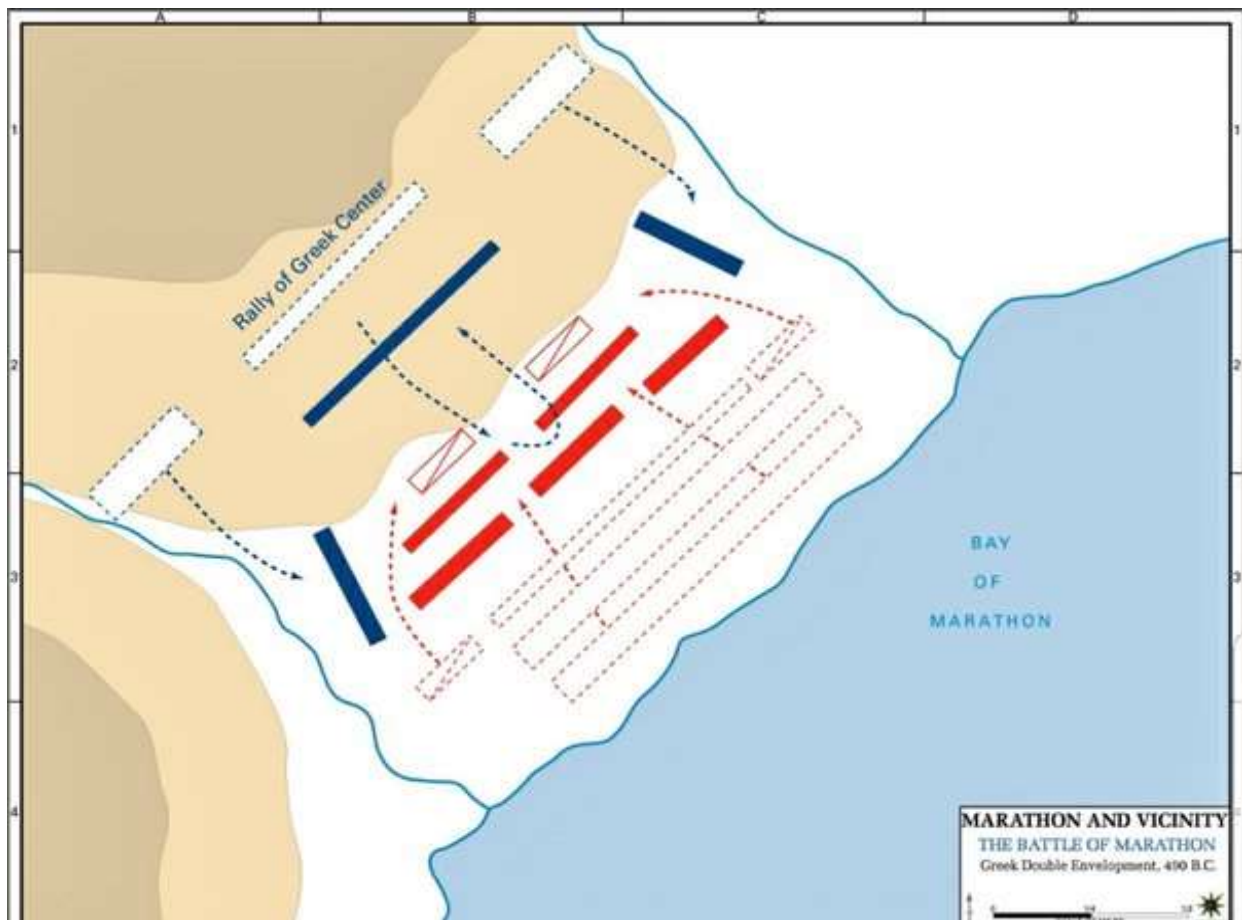 A B C D
1 1
Rally of Greek Center
2 2
3 3
BAY
OF
MARATHON
4
MARATHON AND VICINITY
THE BATTLE OF MARATHON
Greek Double Envelopment, 490 B.C.
0